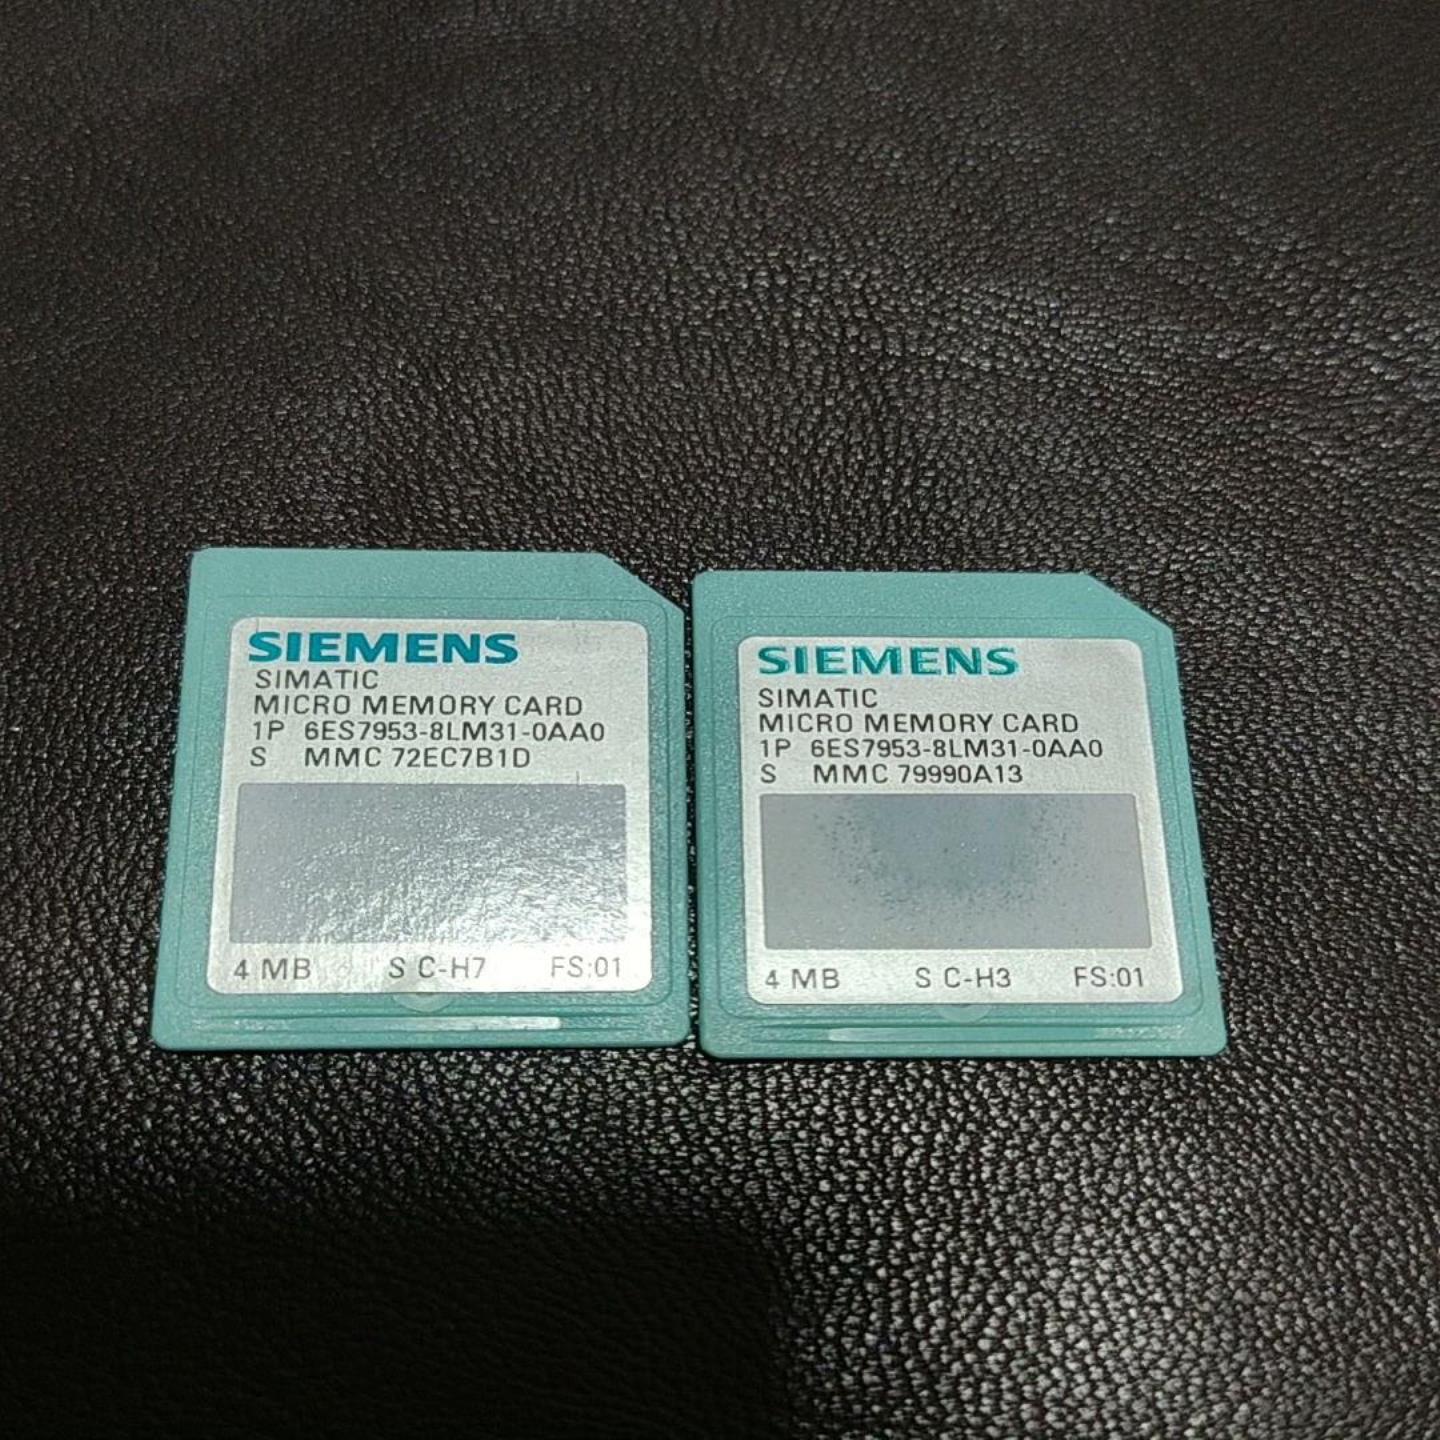 SIEMENS
SIMATIC
MICRO MEMORY CARD
1P 6ES7953-8LM31-0AA0
S MMC 72EC7B1D
4 MB S C-H7 FS:01
SIEMENS
SIMATIC
MICRO MEMORY CARD
1P 6ES7953-8LM31-0AA0
S MMC 79990A13
4 MB S C-H3 FS:01